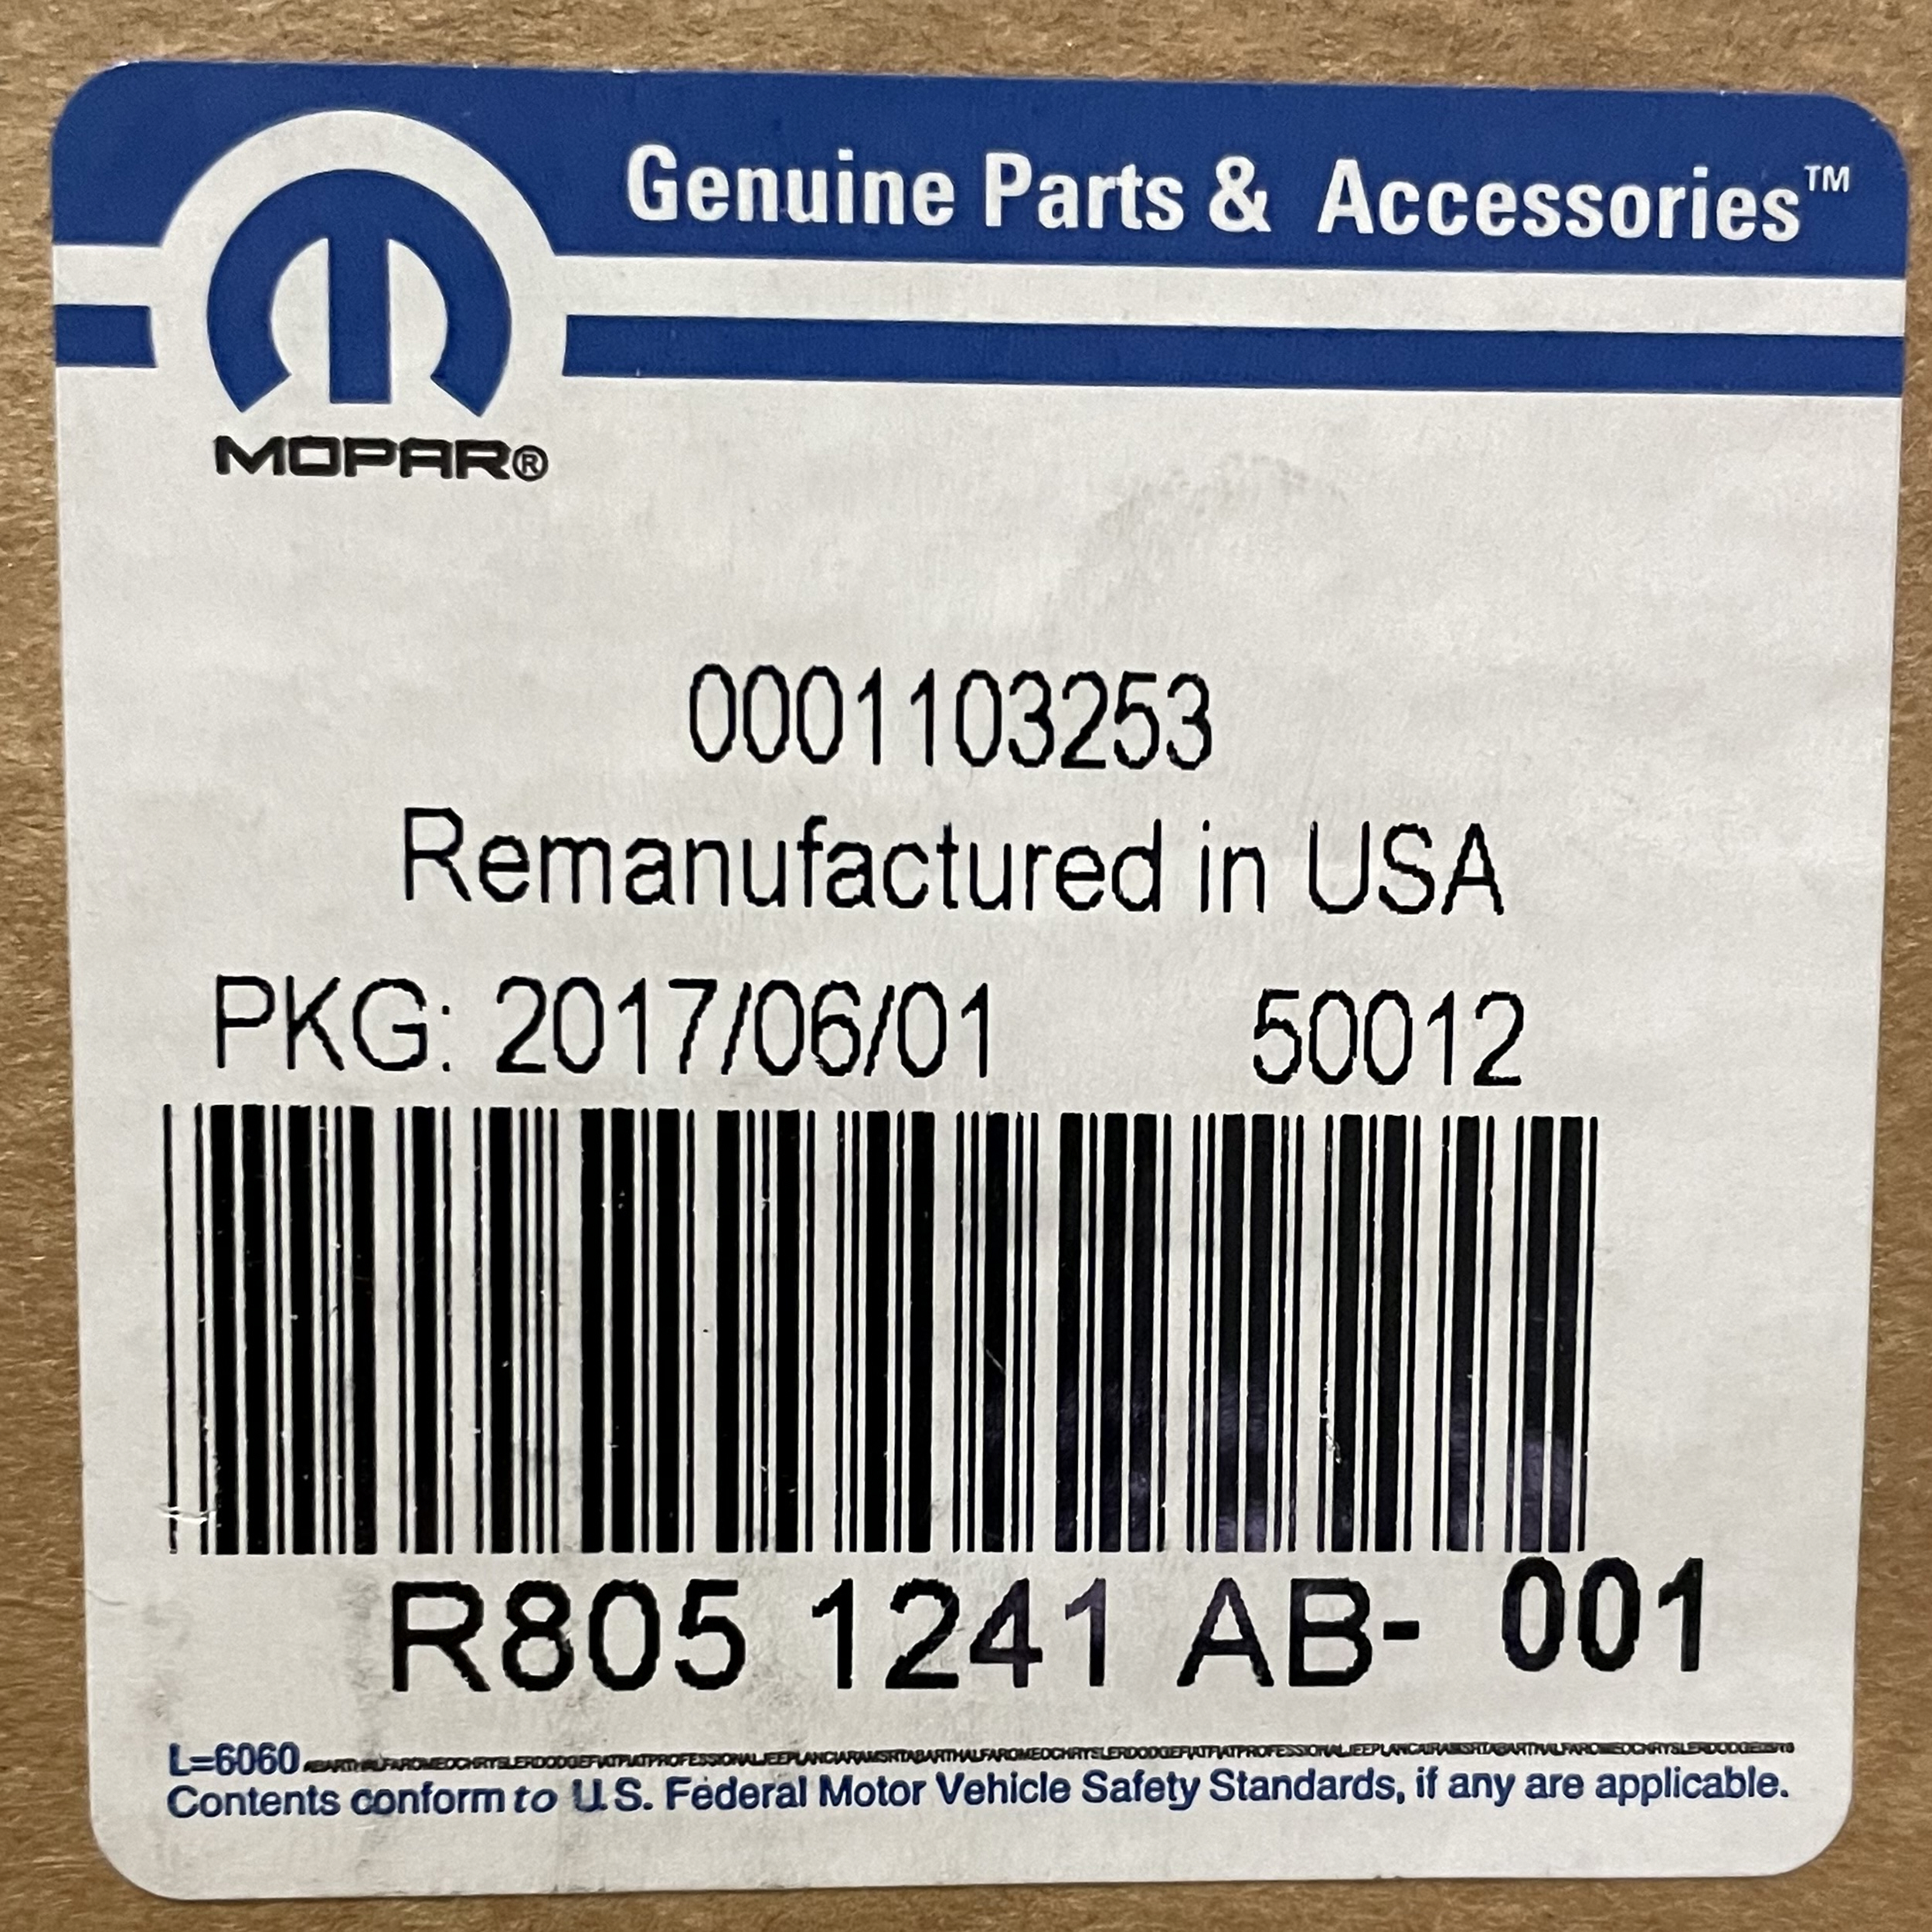 Genuine Parts & Accessories™
MOPAR®
0001103253
Remanufactured in USA
PKG: 2017/06/01 50012
R805 1241 AB- 001
L=6060
Contents conform to U.S. Federal Motor Vehicle Safety Standards, if any are applicable.